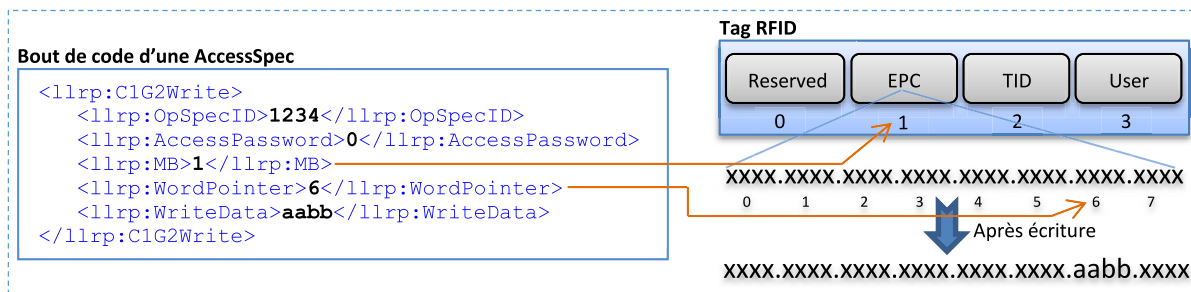 Bout de code d’une AccessSpec
<llrp:C1G2Write>
<llrp:OpSpecID>1234</llrp:OpSpecID>
<llrp:AccessPassword>0</llrp:AccessPassword>
<llrp:MB>1</llrp:MB>
<llrp:WordPointer>6</llrp:WordPointer>
<llrp:WriteData>aabb</llrp:WriteData>
</llrp:C1G2Write>
Tag RFID
Reserved EPC TID User
0 1 2 3
xxxx.xxxx.xxxx.xxxx.xxxx.xxxx.xxxx.xxxx
0 1 2 3 4 5 6 7
Après écriture
xxxx.xxxx.xxxx.xxxx.xxxx.xxxx.aabb.xxxx